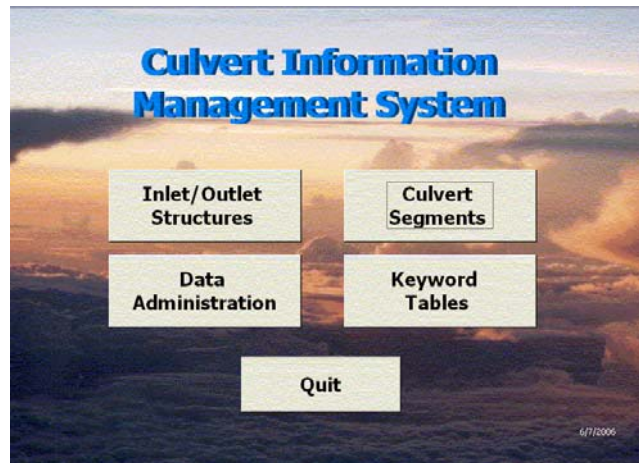 Culvert Information
Management System
Inlet/Outlet
Structures
Culvert
Segments
Data
Administration
Keyword
Tables
Quit
6/7/2006